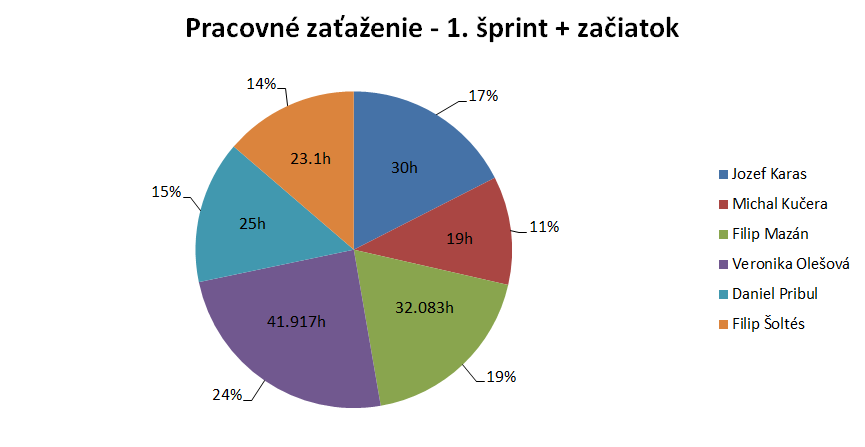 Pracovné zaťaženie - 1. šprint + začiatok
14%
17%
23.1h
30h
15%
25h
19h
11%
41.917h
32.083h
24%
19%
Jozef Karas
Michal Kučera
Filip Mazán
Veronika Olešová
Daniel Pribul
Filip Šoltés